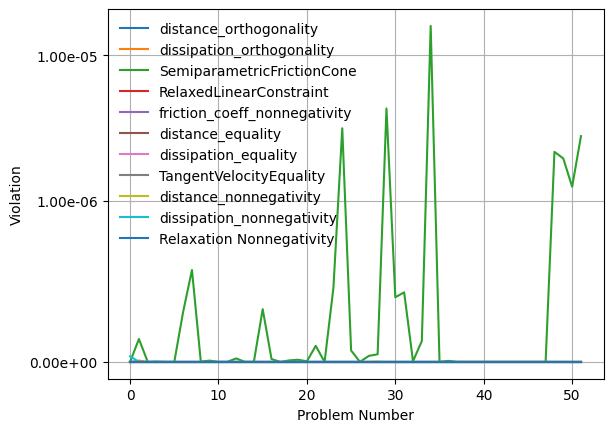 distance_orthogonality
dissipation_orthogonality
SemiparametricFrictionCone
RelaxedLinearConstraint
friction_coeff_nonnegativity
distance_equality
dissipation_equality
TangentVelocityEquality
distance_nonnegativity
dissipation_nonnegativity
Relaxation Nonnegativity
1.00e-05
1.00e-06
0.00e+00
Violation
0 10 20 30 40 50
Problem Number